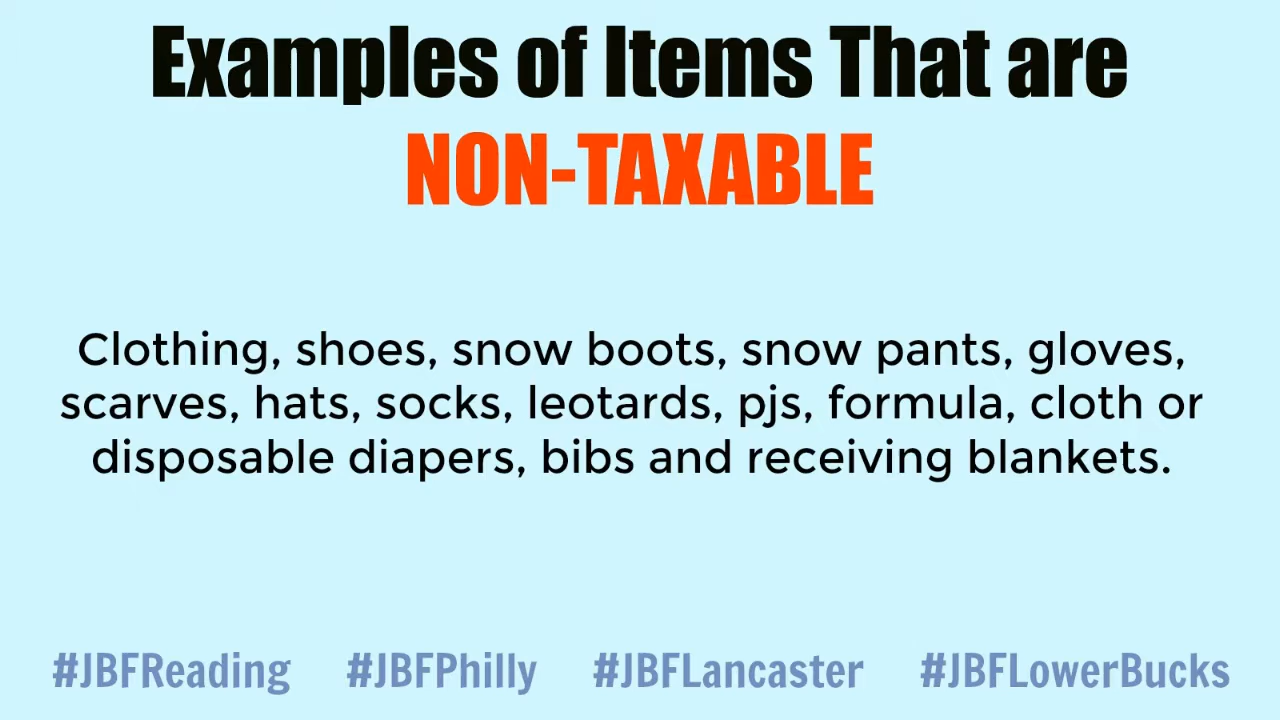 Examples of Items That are
NON-TAXABLE
Clothing, shoes, snow boots, snow pants, gloves,
scarves, hats, socks, leotards, pjs, formula, cloth or
disposable diapers, bibs and receiving blankets.
#JBFReading #JBFPhilly #JBFLancaster #JBFLowerBucks